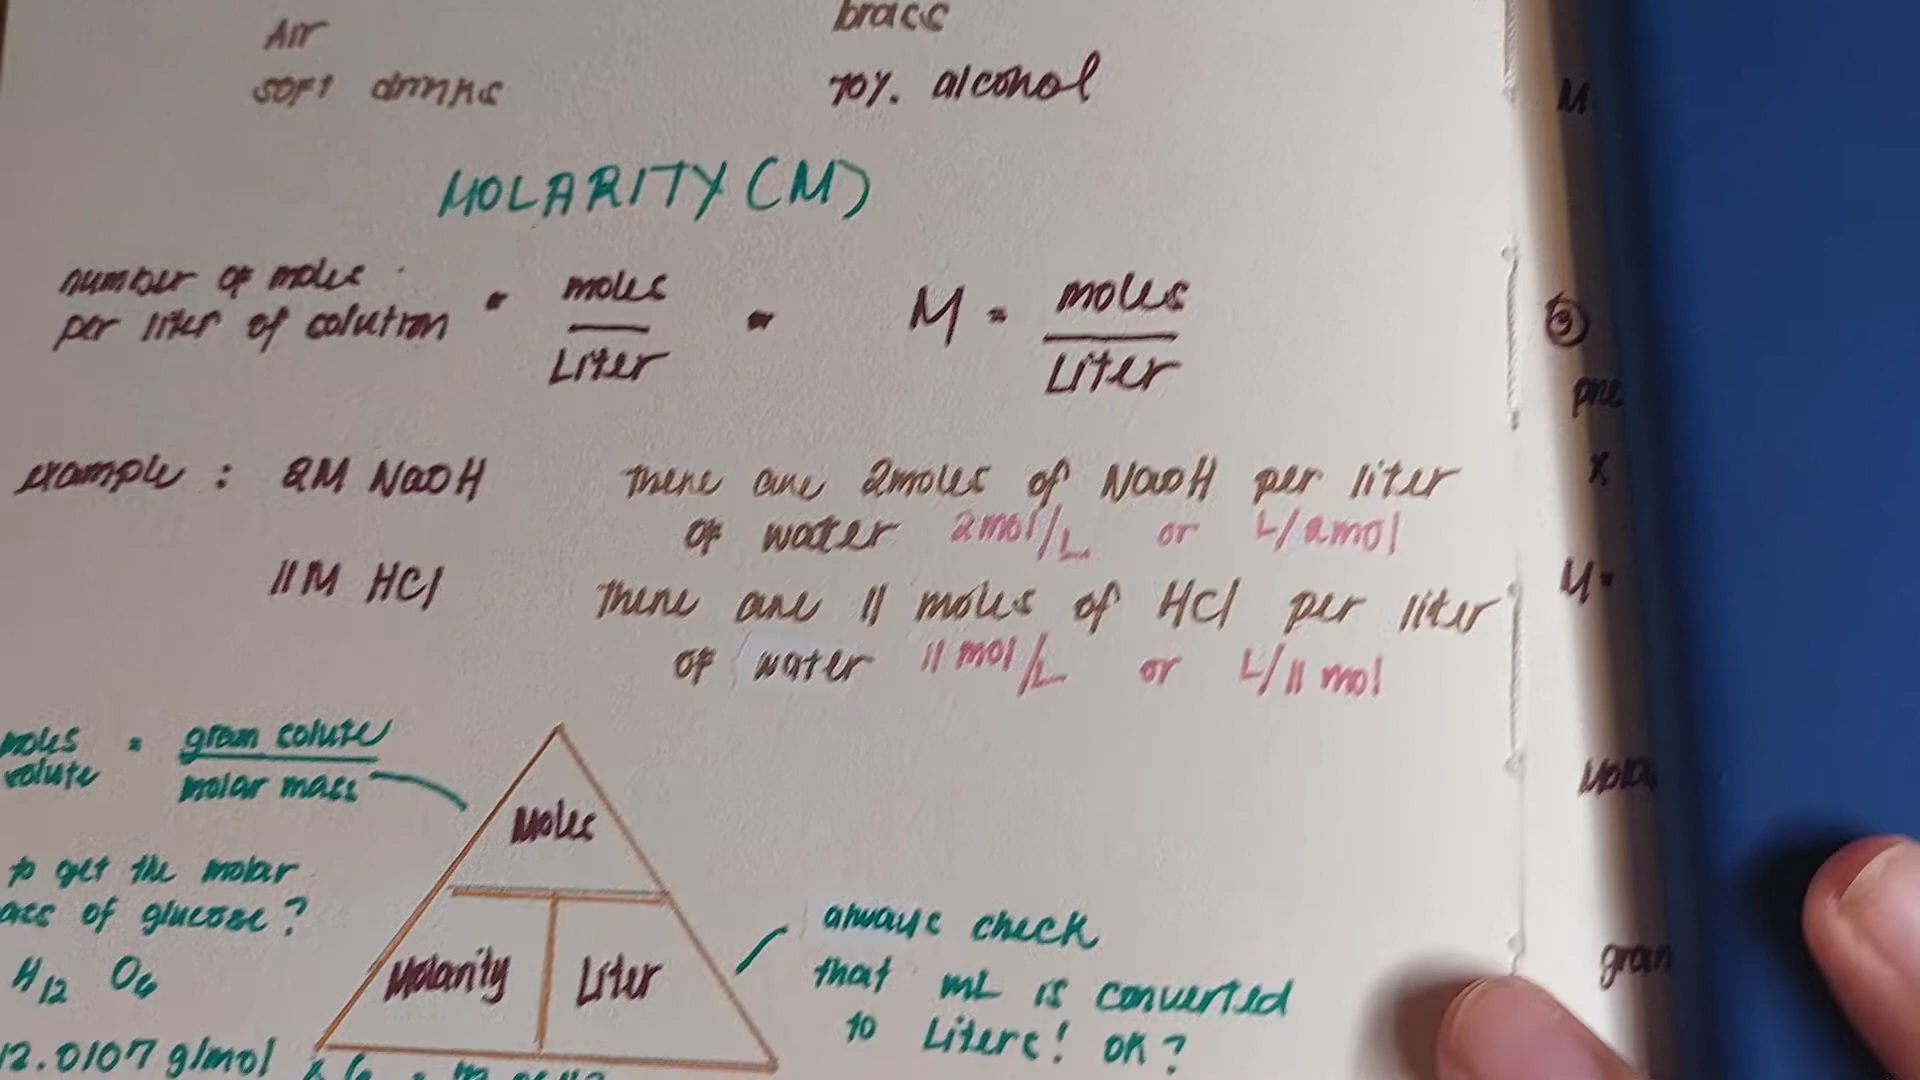 Air brass
soft drinks 70%. alcohol
MOLARITY (M)
number of moles
per liter of solution = moles / Liter = M = moles / Liter
example : 2M NaOH There are 2moles of NaOH per liter
of water 2mol/L or L/2mol
11M HCl There are 11 moles of HCl per liter
of water 11 mol/L or L/11 mol
moles solute = gram solute / molar mass
Moles
to get the molar
of glucose?
H12 O6
12.0107 g/mol x 6 =
Molarity Liter
always check
that mL is converted
to Liters! OK?
M
3
X
M=